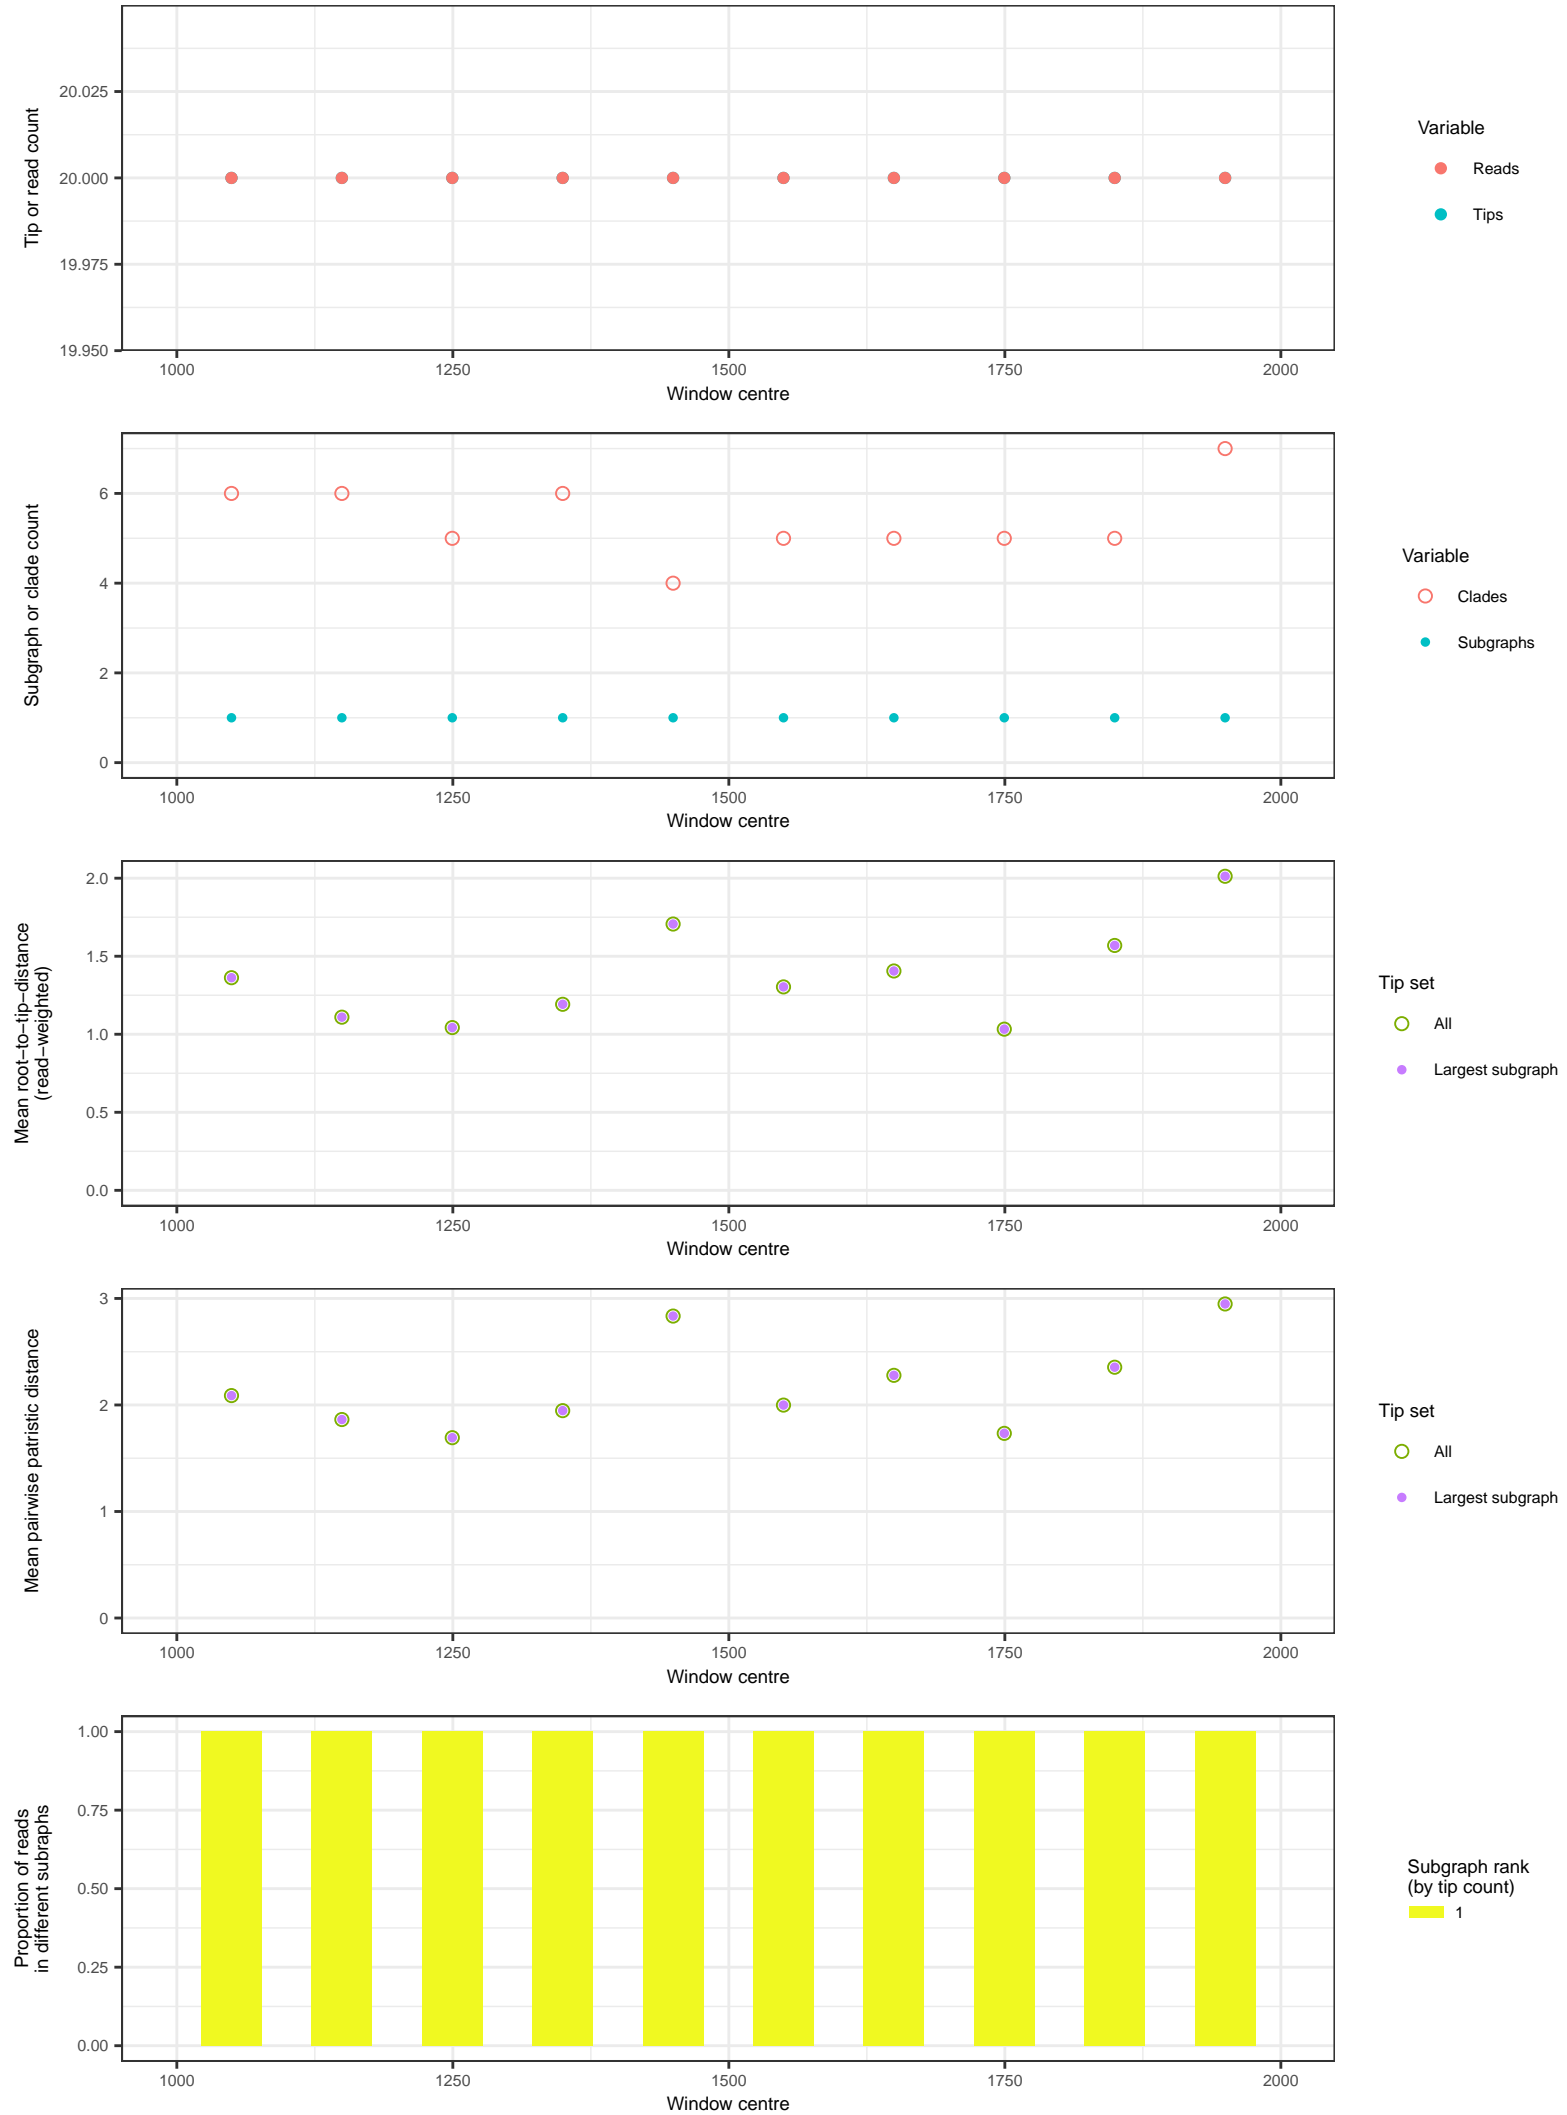 Tip or read count
20.025
20.000
19.975
19.950
1000 1250 1500 1750 2000
Window centre
Variable
Reads
Tips
Subgraph or clade count
6
4
2
0
1000 1250 1500 1750 2000
Window centre
Variable
Clades
Subgraphs
Mean root−to−tip−distance
(read−weighted)
2.0
1.5
1.0
0.5
0.0
1000 1250 1500 1750 2000
Window centre
Tip set
All
Largest subgraph
Mean pairwise patristic distance
3
2
1
0
1000 1250 1500 1750 2000
Window centre
Tip set
All
Largest subgraph
Proportion of reads
in different subraphs
1.00
0.75
0.50
0.25
0.00
1000 1250 1500 1750 2000
Window centre
Subgraph rank
(by tip count)
1